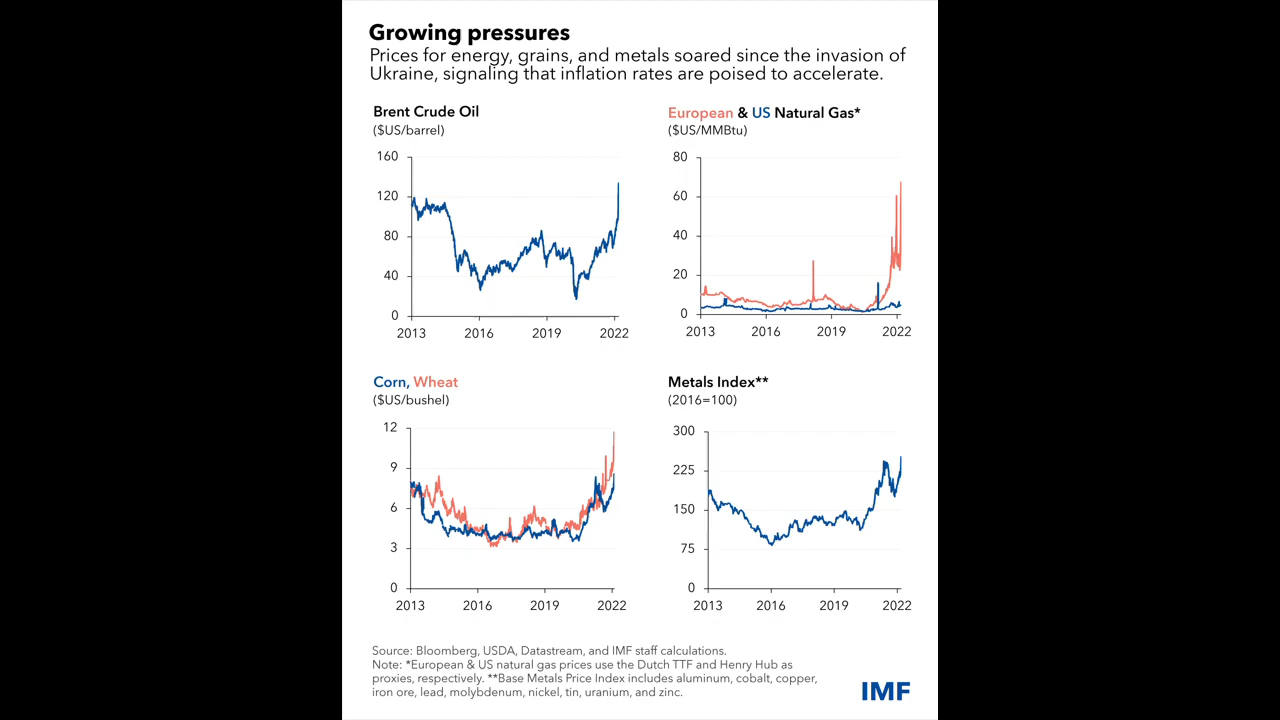 Growing pressures
Prices for energy, grains, and metals soared since the invasion of
Ukraine, signaling that inflation rates are poised to accelerate.
Brent Crude Oil
($US/barrel)
160
120
80
40
0
2013 2016 2019 2022
European & US Natural Gas*
($US/MMBtu)
80
60
40
20
0
2013 2016 2019 2022
Corn, Wheat
($US/bushel)
12
9
6
3
0
2013 2016 2019 2022
Metals Index**
(2016=100)
300
225
150
75
0
2013 2016 2019 2022
Source: Bloomberg, USDA, Datastream, and IMF staff calculations.
Note: *European & US natural gas prices use the Dutch TTF and Henry Hub as
proxies, respectively. **Base Metals Price Index includes aluminum, cobalt, copper,
iron ore, lead, molybdenum, nickel, tin, uranium, and zinc.
IMF